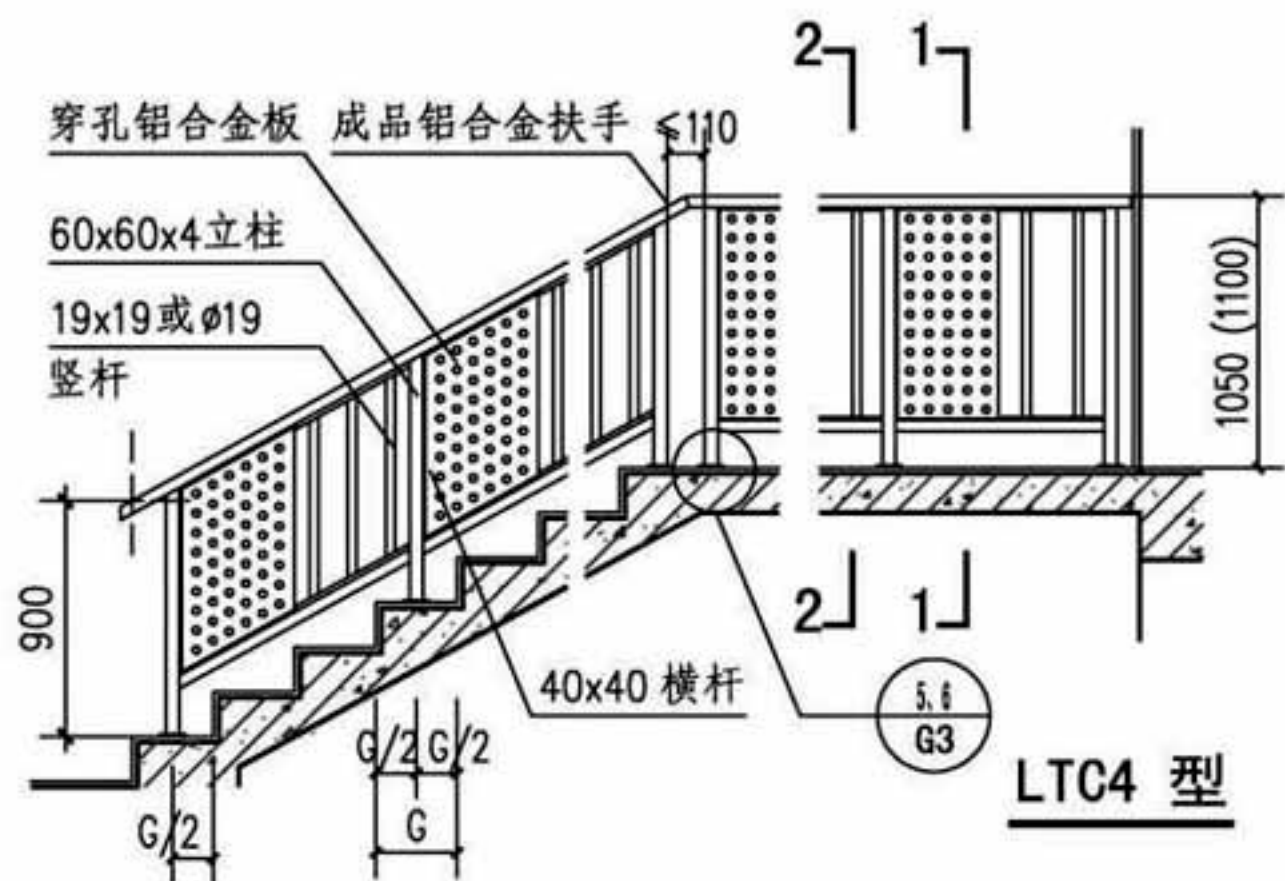 2 1
穿孔铝合金板 成品铝合金扶手 ≤110
60x60x4立柱
19x19或ø19
竖杆
1050 (1100)
900
2 1
40x40 横杆
5、6
G3
G/2 G/2
G/2
G
LTC4 型